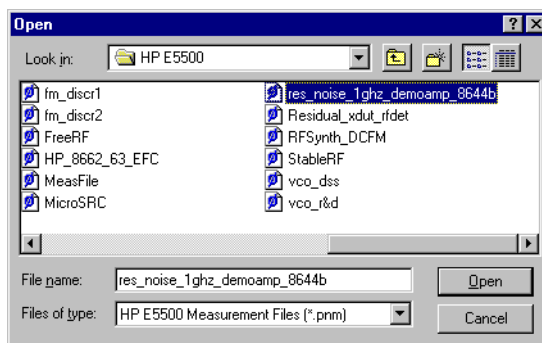 Open
Look in: HP E5500
fm_discr1
fm_discr2
FreeRF
HP_8662_63_EFC
MeasFile
MicroSRC
res_noise_1ghz_demoamp_8644b
Residual_xdut_rfdet
RFSynth_DCFM
StableRF
vco_dss
vco_r&d
File name: res_noise_1ghz_demoamp_8644b
Open
Files of type: HP E5500 Measurement Files (*.pnm)
Cancel